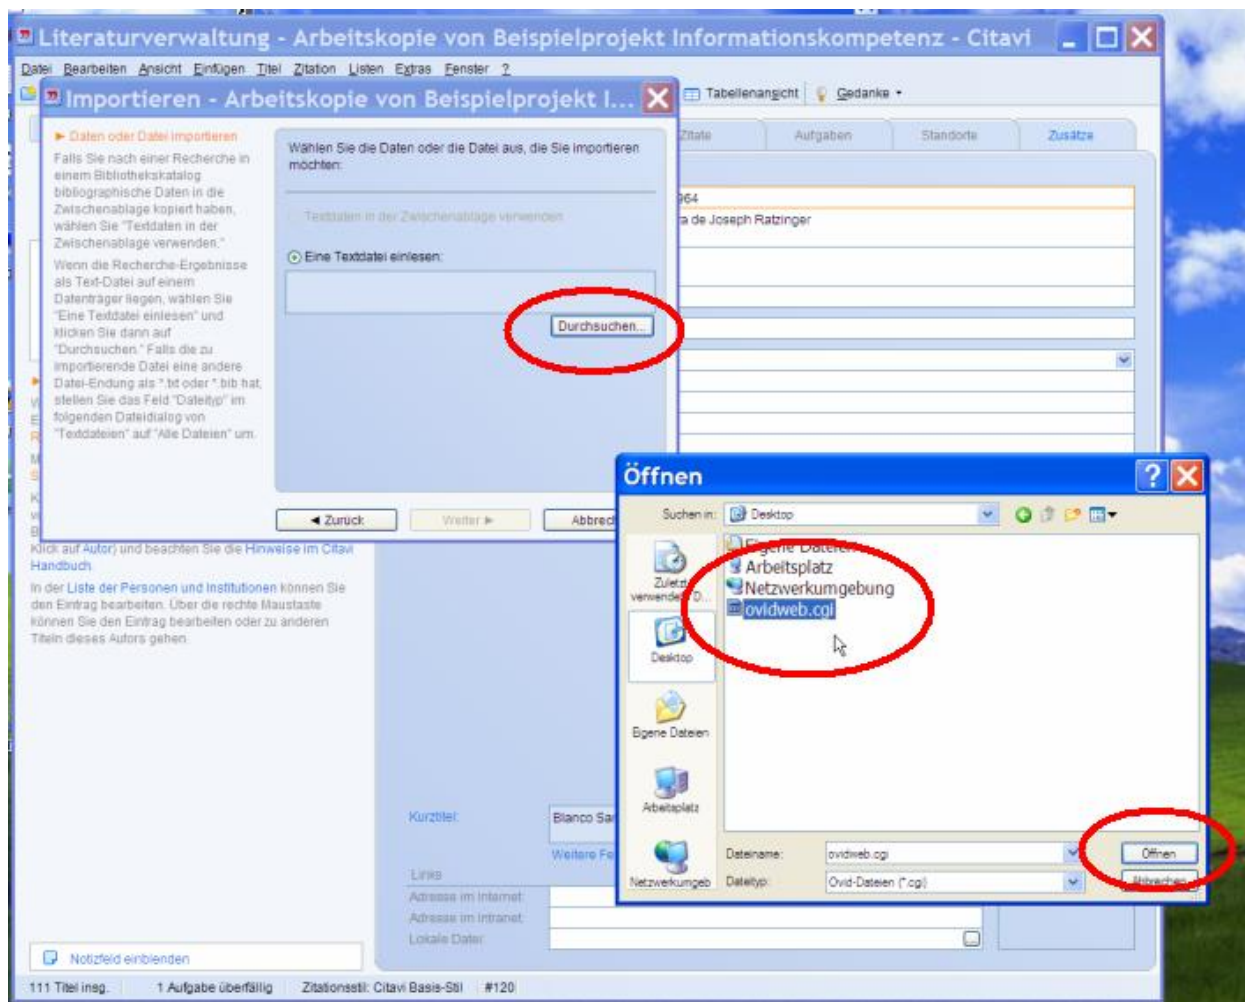 Literaturverwaltung - Arbeitskopie von Beispielprojekt Informationskompetenz - Citavi
Datei Bearbeiten Ansicht Einfügen Titel Zitation Listen Extras Fenster ?
Importieren - Arbeitskopie von Beispielprojekt I...
Tabellenansicht Gedanke
Zitate Aufgaben Standorte Zusätze
► Daten oder Datei importieren
Falls Sie nach einer Recherche in
einem Bibliothekskatalog
bibliographische Daten in die
Zwischenablage kopiert haben,
wählen Sie "Textdaten in der
Zwischenablage verwenden."
Wenn die Recherche-Ergebnisse
als Text-Datei auf einem
Datenträger liegen, wählen Sie
"Eine Textdatei einlesen" und
klicken Sie dann auf
"Durchsuchen." Falls die zu
importierende Datei eine andere
Datei-Endung als *.txt oder *.bib hat,
stellen Sie das Feld "Dateityp" im
folgenden Dateidialog von
"Textdateien" auf "Alle Dateien" um.
Wählen Sie die Daten oder die Datei aus, die Sie importieren
möchten:
Textdaten in der Zwischenablage verwenden
Eine Textdatei einlesen:
Durchsuchen...
◄ Zurück Weiter ► Abbrec
964
ra de Joseph Ratzinger
Klick auf Autor) und beachten Sie die Hinweise im Citavi
Handbuch.
In der Liste der Personen und Institutionen können Sie
den Eintrag bearbeiten. Über die rechte Maustaste
können Sie den Eintrag bearbeiten oder zu anderen
Titeln dieses Autors gehen.
Öffnen
Suchen in: Desktop
Zuletzt
verwendete D...
Desktop
Eigene Dateien
Arbeitsplatz
Netzwerkumgeb
Eigene Dateien
Arbeitsplatz
Netzwerkumgebung
ovidweb.cgi
Dateiname: ovidweb.cgi Öffnen
Dateityp: Ovid-Dateien (*.cgi) Abbrechen
Kurztitel: Blanco Sar
Weitere Fe
Links
Adresse im Internet:
Adresse im Intranet:
Lokale Datei:
Notizfeld einblenden
111 Titel insg. 1 Aufgabe überfällig Zitationsstil: Citavi Basis-Stil #120